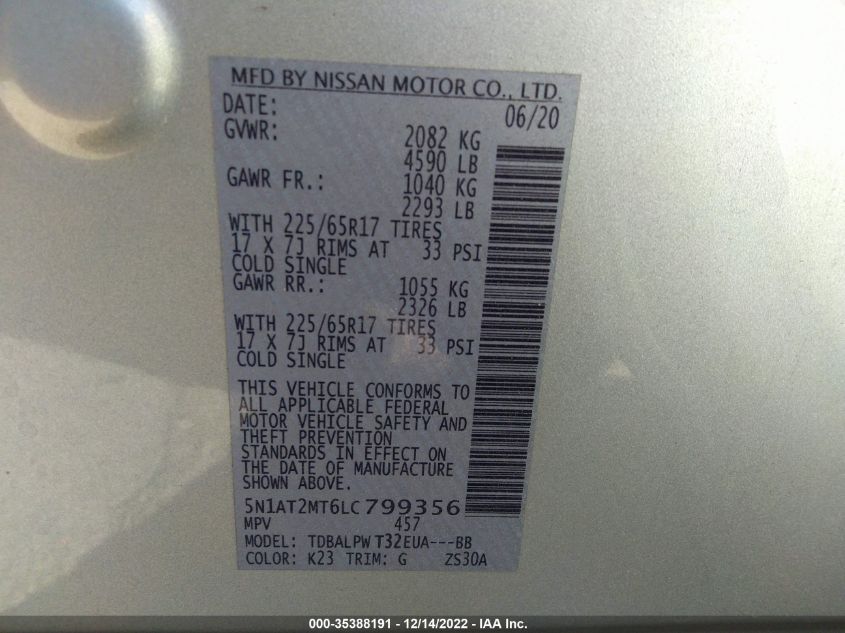 MFD BY NISSAN MOTOR CO., LTD.
DATE: 06/20
GVWR: 2082 KG
4590 LB
GAWR FR.: 1040 KG
2293 LB
WITH 225/65R17 TIRES
17 X 7J RIMS AT 33 PSI
COLD SINGLE
GAWR RR.: 1055 KG
2326 LB
WITH 225/65R17 TIRES
17 X 7J RIMS AT 33 PSI
COLD SINGLE
THIS VEHICLE CONFORMS TO
ALL APPLICABLE FEDERAL
MOTOR VEHICLE SAFETY AND
THEFT PREVENTION
STANDARDS IN EFFECT ON
THE DATE OF MANUFACTURE
SHOWN ABOVE.
5N1AT2MT6LC799356
MPV 457
MODEL: TDBALPW T32EUA---BB
COLOR: K23 TRIM: G ZS30A
000-35388191 - 12/14/2022 - IAA Inc.